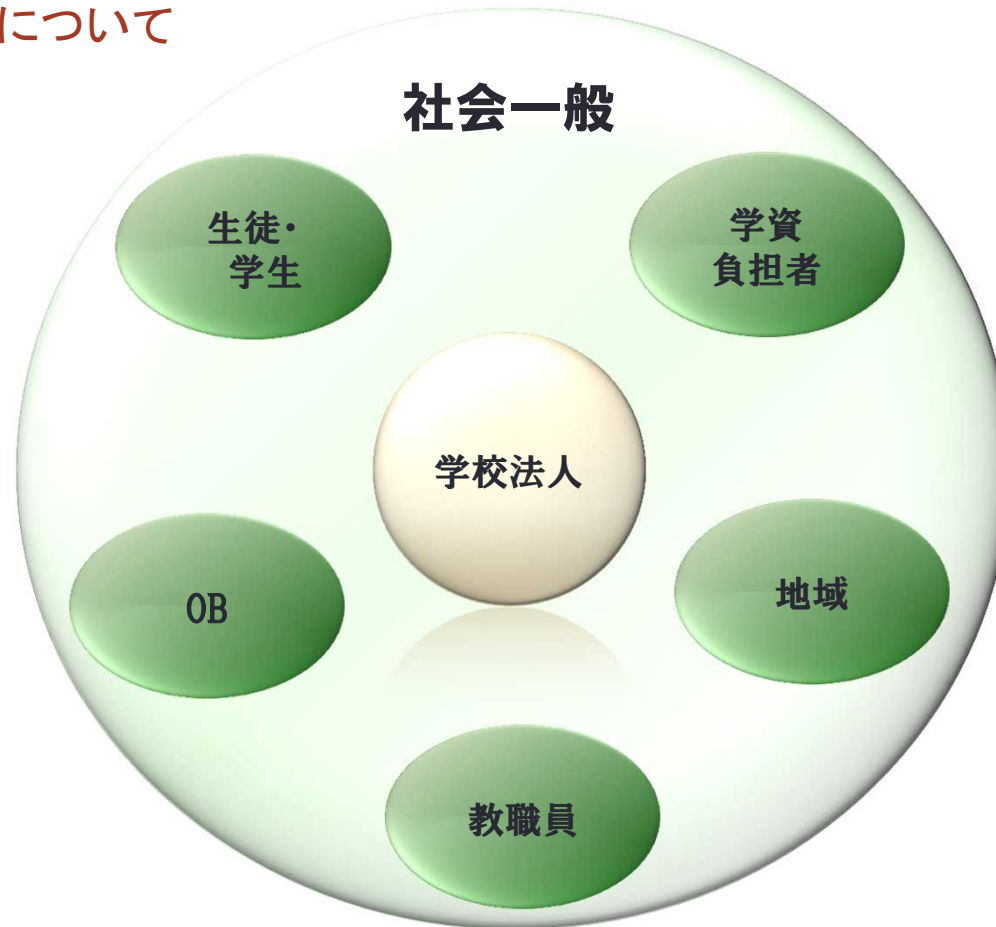 について
社会一般
生徒・
学生
学資
負担者
学校法人
OB
地域
教職員